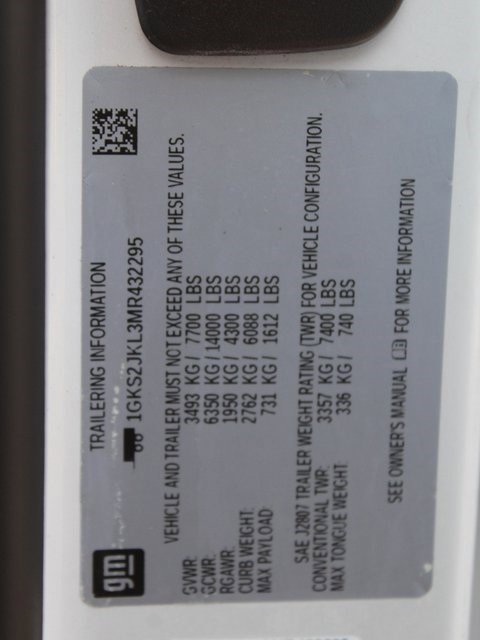 gm
TRAILERING INFORMATION
1GKS2JKL3MR432295
VEHICLE AND TRAILER MUST NOT EXCEED ANY OF THESE VALUES.
GVWR: 3493 KG / 7700 LBS
GCWR: 6350 KG / 14000 LBS
RGAWR: 1950 KG / 4300 LBS
CURB WEIGHT: 2762 KG / 6088 LBS
MAX PAYLOAD: 731 KG / 1612 LBS
SAE J2807 TRAILER WEIGHT RATING (TWR) FOR VEHICLE CONFIGURATION.
CONVENTIONAL TWR: 3357 KG / 7400 LBS
MAX TONGUE WEIGHT: 336 KG / 740 LBS
SEE OWNER'S MANUAL FOR MORE INFORMATION